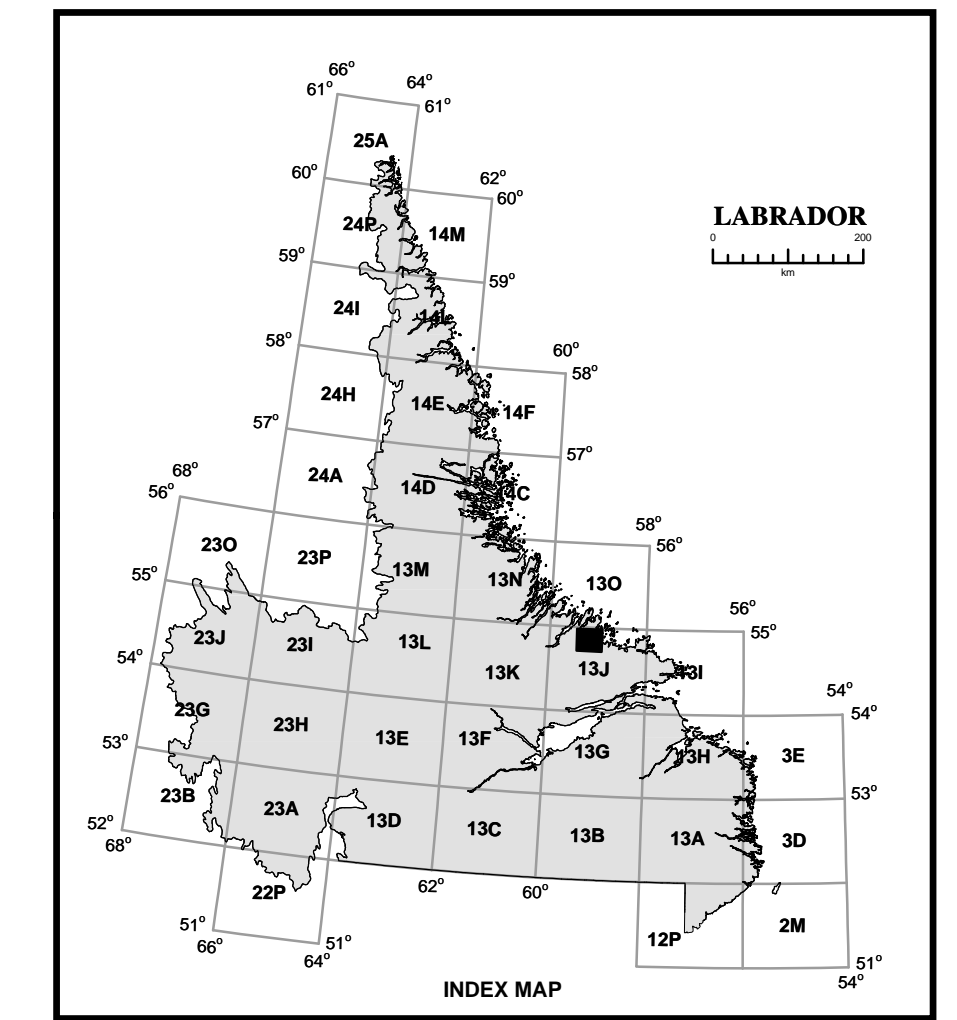 66°
64°
61°
61°
25A
60°
62°
60°
LABRADOR
0 200
km
24P
14M
59°
59°
24I
14L
58°
60°
58°
24H
14E
14F
57°
57°
68°
24A
14D
14C
56°
58°
56°
23O
23P
13M
13N
13O
55°
56°
55°
23J
23I
13L
13K
13J
13I
54°
54°
54°
23G
23H
13E
13F
13G
13H
3E
53°
53°
23B
23A
13D
13C
13B
13A
3D
52°
68°
62°
60°
22P
51°
66°
51°
64°
12P
2M
51°
54°
INDEX MAP